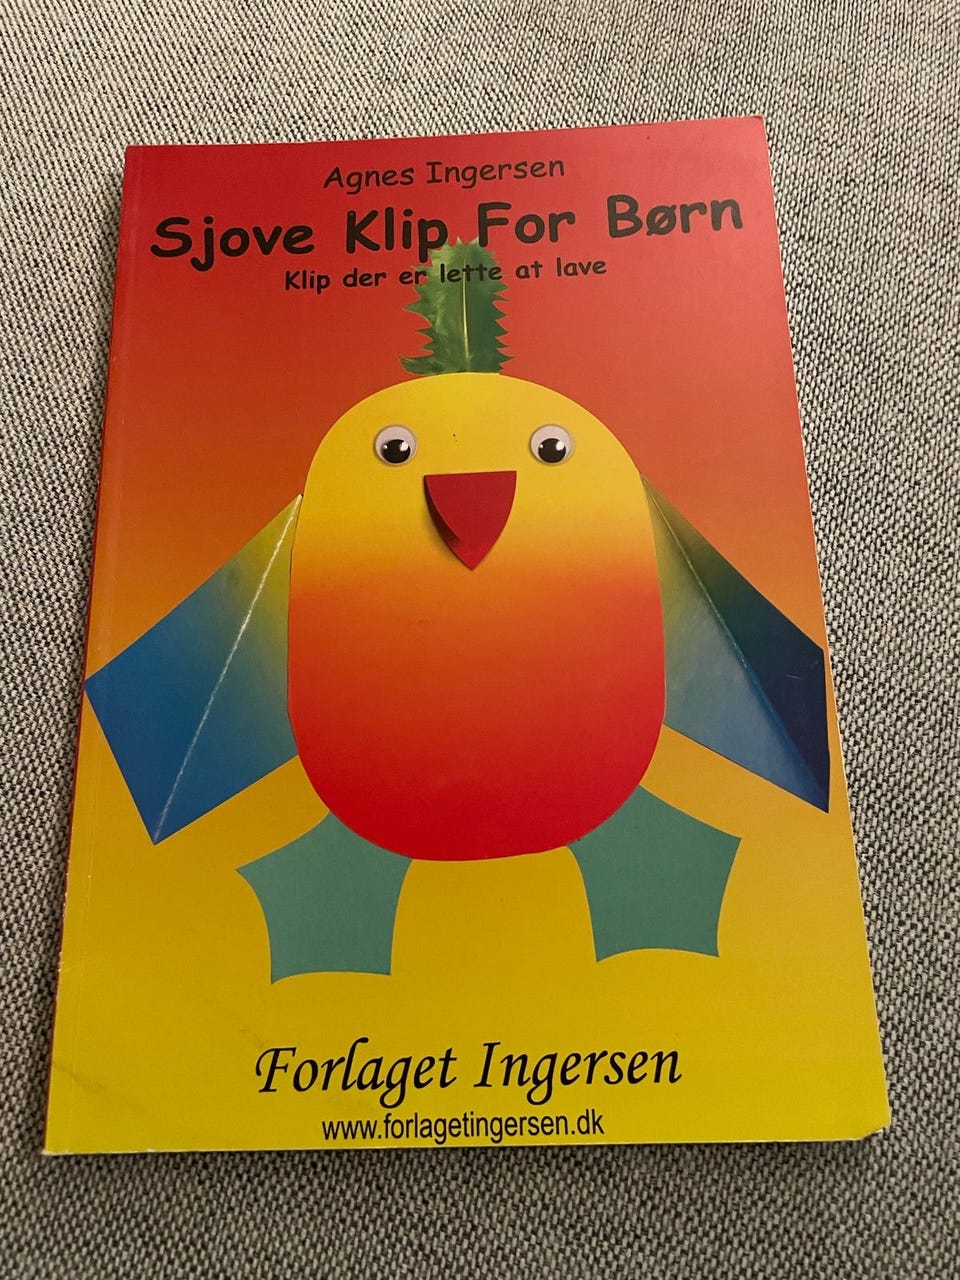 Agnes Ingersen
Sjove Klip For Børn
Klip der er lette at lave
Forlaget Ingersen
www.forlagetingersen.dk